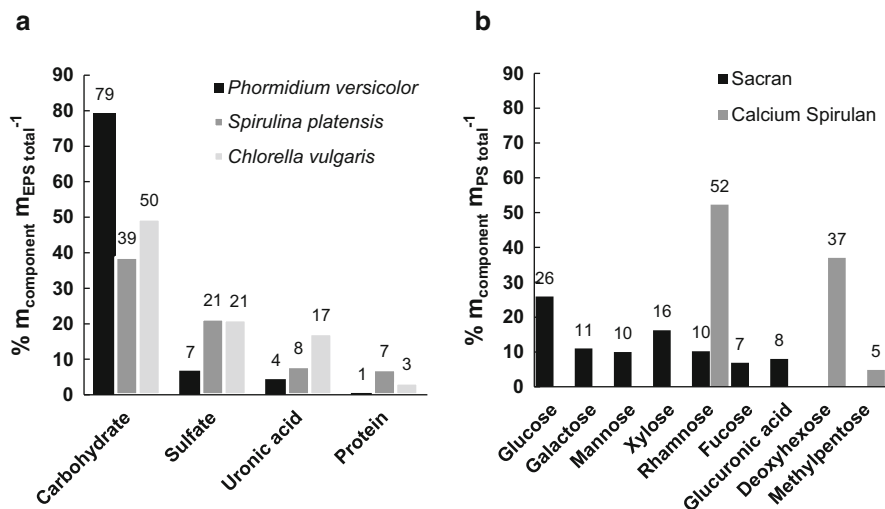 a
% m component m EPS total -1
90
80
70
60
50
40
30
20
10
0
79
39
50
7
21
21
4
8
17
1
7
3
Phormidium versicolor
Spirulina platensis
Chlorella vulgaris
Carbohydrate
Sulfate
Uronic acid
Protein
b
% m component m PS total -1
90
80
70
60
50
40
30
20
10
0
26
11
10
16
10
52
7
8
37
5
Sacran
Calcium Spirulan
Glucose
Galactose
Mannose
Xylose
Rhamnose
Fucose
Glucuronic acid
Deoxyhexose
Methylpentose